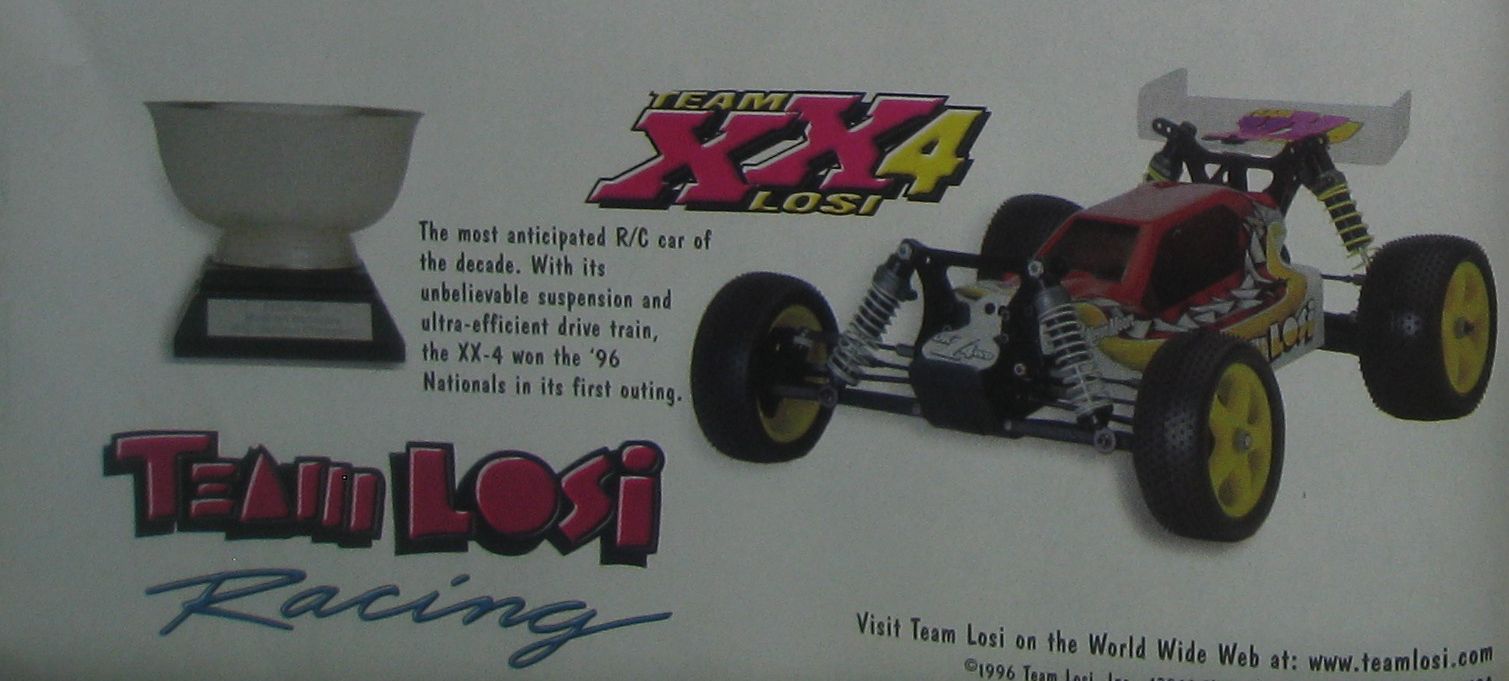 TEAM
XX4
LOSI
The most anticipated R/C car of
the decade. With its
unbelievable suspension and
ultra-efficient drive train,
the XX-4 won the '96
Nationals in its first outing.
LOSI
TEAM LOSI
Racing
Visit Team Losi on the World Wide Web at: www.teamlosi.com
©1996 Team Losi, Inc.